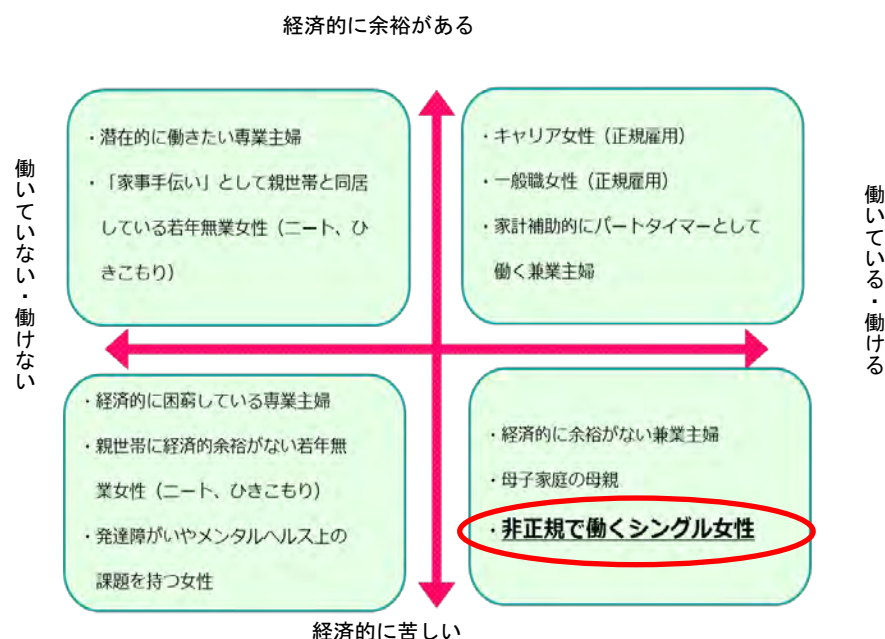 経済的に余裕がある
働いていない・働けない
・潜在的に働きたい専業主婦
・「家事手伝い」として親世帯と同居
している若年無業女性（ニート、ひ
きこもり）
・キャリア女性（正規雇用）
・一般職女性（正規雇用）
・家計補助的にパートタイマーとして
働く兼業主婦
働いている・働ける
・経済的に困窮している専業主婦
・親世帯に経済的余裕がない若年無
業女性（ニート、ひきこもり）
・発達障がいやメンタルヘルス上の
課題を持つ女性
・経済的に余裕がない兼業主婦
・母子家庭の母親
・非正規で働くシングル女性
経済的に苦しい